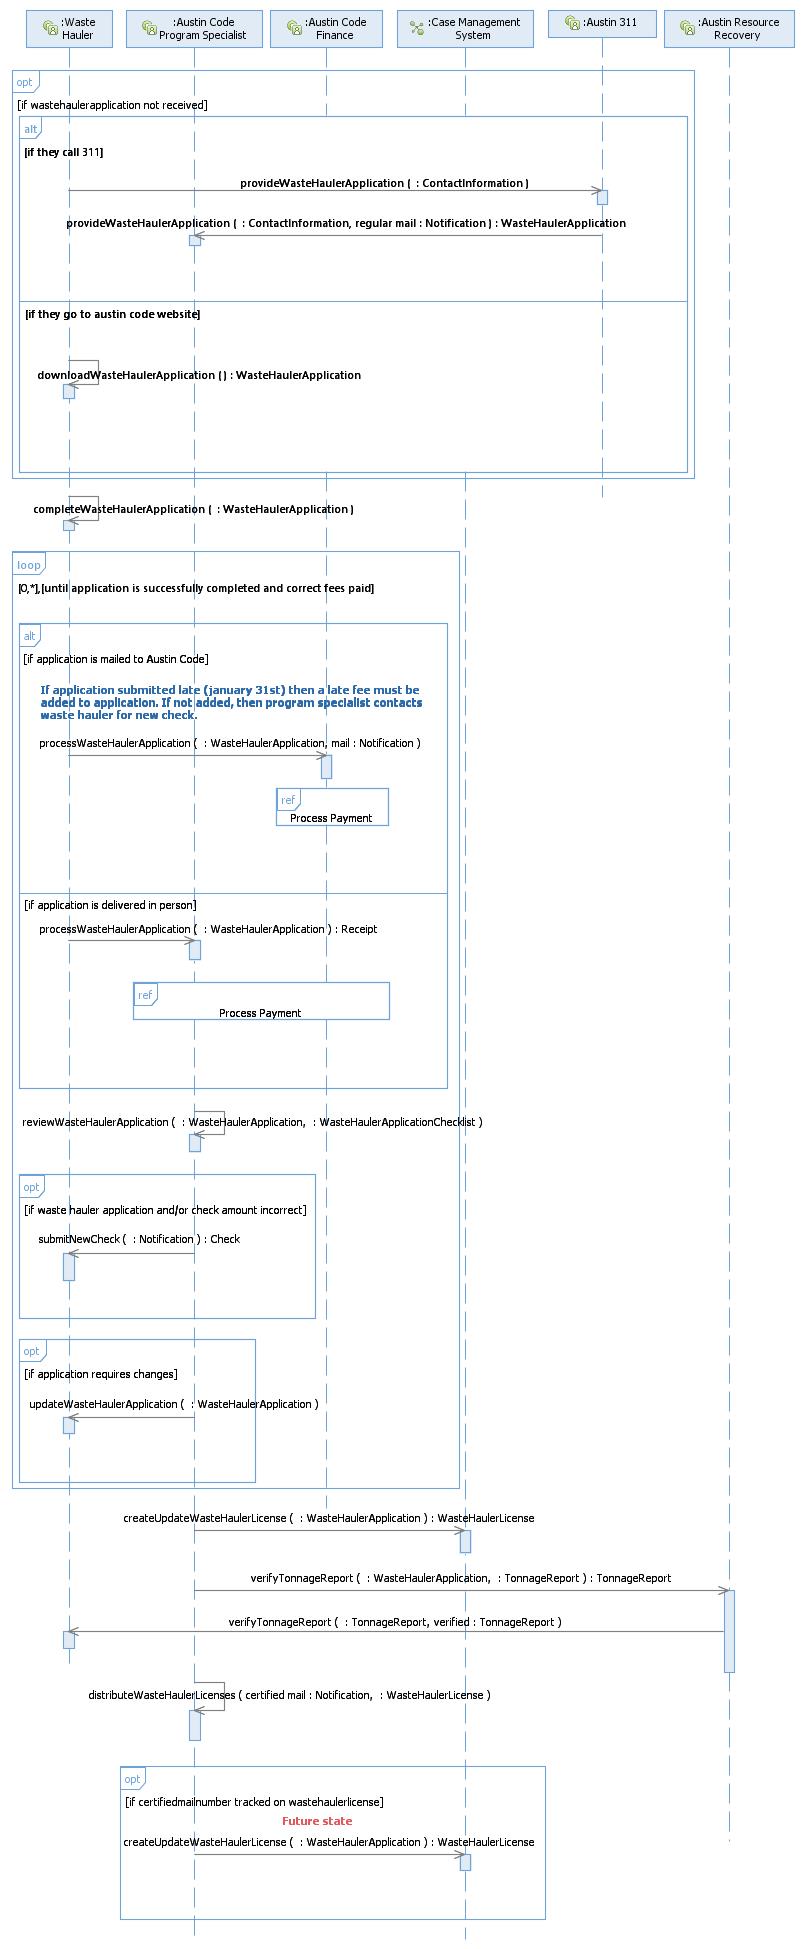 :Waste
Hauler
:Austin Code
Program Specialist
:Austin Code
Finance
:Case Management
System
:Austin 311
:Austin Resource
Recovery
opt
[if wastehaulerapplication not received]
alt
[if they call 311]
provideWasteHaulerApplication ( : ContactInformation )
provideWasteHaulerApplication ( : ContactInformation, regular mail : Notification ) : WasteHaulerApplication
[if they go to austin code website]
downloadWasteHaulerApplication ( ) : WasteHaulerApplication
completeWasteHaulerApplication ( : WasteHaulerApplication )
loop
[0,*],[until application is successfully completed and correct fees paid]
alt
[if application is mailed to Austin Code]
If application submitted late (january 31st) then a late fee must be
added to application. If not added, then program specialist contacts
waste hauler for new check.
processWasteHaulerApplication ( : WasteHaulerApplication, mail : Notification )
ref
Process Payment
[if application is delivered in person]
processWasteHaulerApplication ( : WasteHaulerApplication ) : Receipt
ref
Process Payment
reviewWasteHaulerApplication ( : WasteHaulerApplication, : WasteHaulerApplicationChecklist )
opt
[if waste hauler application and/or check amount incorrect]
submitNewCheck ( : Notification ) : Check
opt
[if application requires changes]
updateWasteHaulerApplication ( : WasteHaulerApplication )
createUpdateWasteHaulerLicense ( : WasteHaulerApplication ) : WasteHaulerLicense
verifyTonnageReport ( : WasteHaulerApplication, : TonnageReport ) : TonnageReport
verifyTonnageReport ( : TonnageReport, verified : TonnageReport )
distributeWasteHaulerLicenses ( certified mail : Notification, : WasteHaulerLicense )
opt
[if certifiedmailnumber tracked on wastehaulerlicense]
Future state
createUpdateWasteHaulerLicense ( : WasteHaulerApplication ) : WasteHaulerLicense